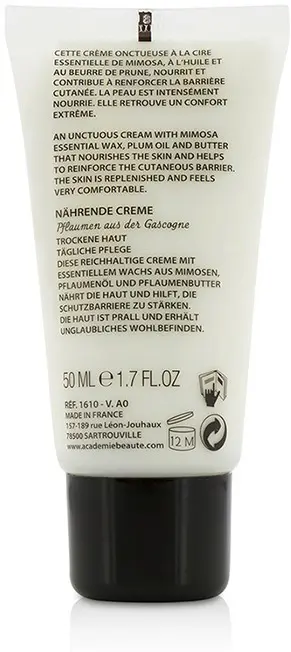 CETTE CRÈME ONCTUEUSE À LA CIRE
ESSENTIELLE DE MIMOSA, À L'HUILE ET
AU BEURRE DE PRUNE, NOURRIT ET
CONTRIBUE À RENFORCER LA BARRIÈRE
CUTANÉE. LA PEAU EST INTENSÉMENT
NOURRIE. ELLE RETROUVE UN CONFORT
EXTRÊME.
AN UNCTUOUS CREAM WITH MIMOSA
ESSENTIAL WAX, PLUM OIL AND BUTTER
THAT NOURISHES THE SKIN AND HELPS
TO REINFORCE THE CUTANEOUS BARRIER.
THE SKIN IS REPLENISHED AND FEELS
VERY COMFORTABLE.
NÄHRENDE CREME
Pflaumen aus der Gascogne
TROCKENE HAUT
TÄGLICHE PFLEGE
DIESE REICHHALTIGE CREME MIT
ESSENTIELLEM WACHS AUS MIMOSEN,
PFLAUMENÖL UND PFLAUMENBUTTER
NÄHRT DIE HAUT UND HILFT, DIE
SCHUTZBARRIERE ZU STÄRKEN.
DIE HAUT IST PRALL UND ERHÄLT
UNGLAUBLICHES WOHLBEFINDEN.
50 ML e 1.7 FL.OZ
RÉF. 1610 - V. A0
MADE IN FRANCE
157-189 rue Léon-Jouhaux
78500 SARTROUVILLE
www.academiebeaute.com
12 M